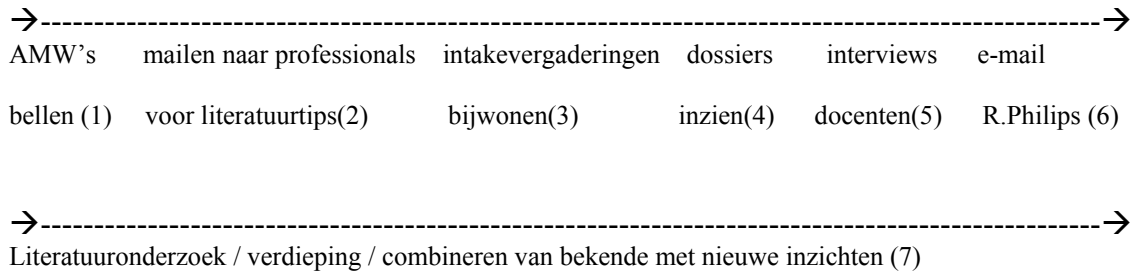 →----------------------------------------------------------------------------------------------------→
AMW’s mailen naar professionals intakevergaderingen dossiers interviews e-mail
bellen (1) voor literatuurtips(2) bijwonen(3) inzien(4) docenten(5) R.Philips (6)
→----------------------------------------------------------------------------------------------------→
Literatuuronderzoek / verdieping / combineren van bekende met nieuwe inzichten (7)